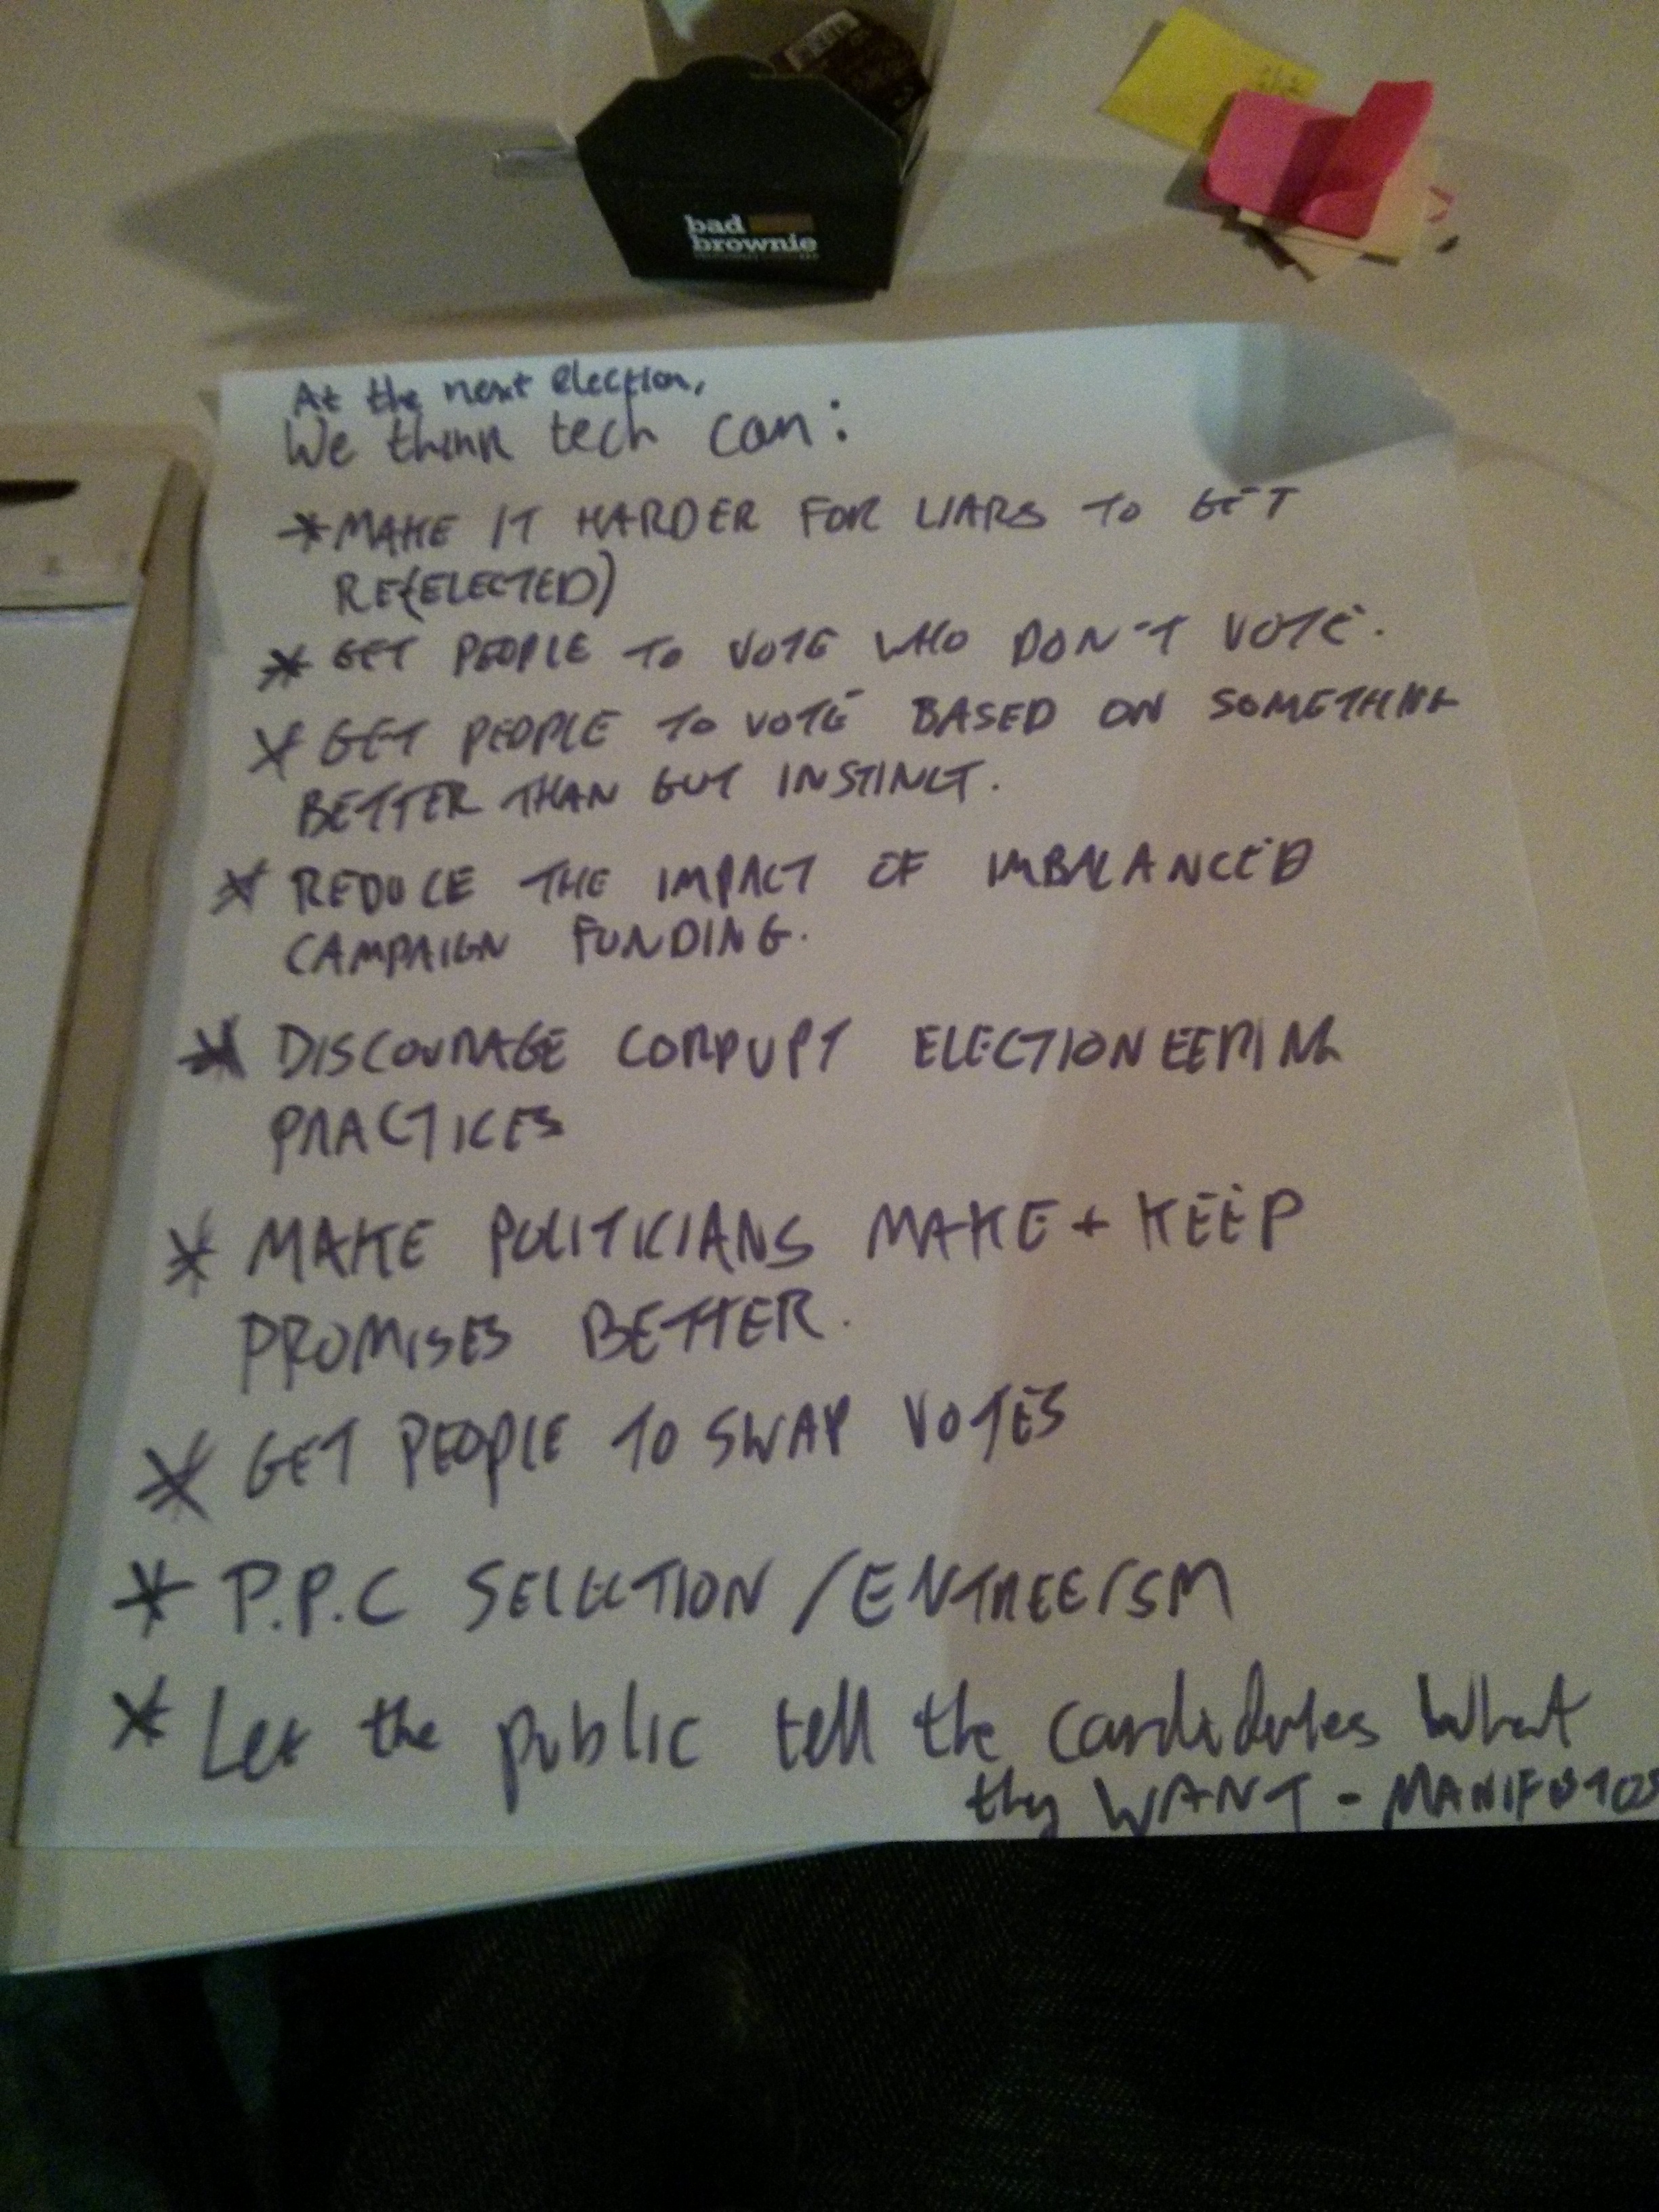 bad
brownie
At the next election,
We think tech can:
* MAKE IT HARDER FOR LIARS TO GET
RE(ELECTED)
* GET PEOPLE TO VOTE WHO DON'T VOTE.
* GET PEOPLE TO VOTE BASED ON SOMETHING
BETTER THAN GUT INSTINCT.
* REDUCE THE IMPACT OF IMBALANCED
CAMPAIGN FUNDING.
* DISCOURAGE CORRUPT ELECTIONEERING
PRACTICES
* MAKE POLITICIANS MAKE + KEEP
PROMISES BETTER.
* GET PEOPLE TO SWAP VOTES
* P.P.C SELECTION / ENTREEISM
* Let the public tell the candidates what
they WANT - MANIFESTOS